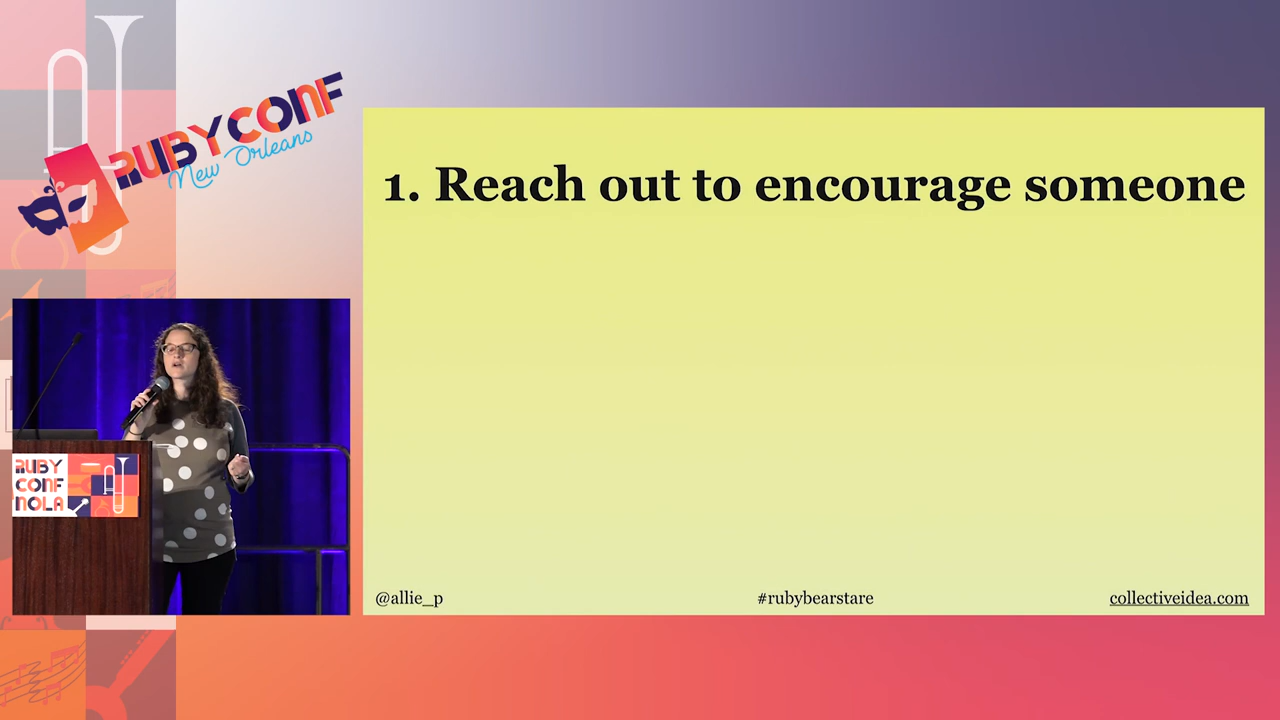 RUBYCONF
New Orleans
1. Reach out to encourage someone
RUBY
CONF
NOLA
@allie_p
#rubybearstare
collectiveidea.com